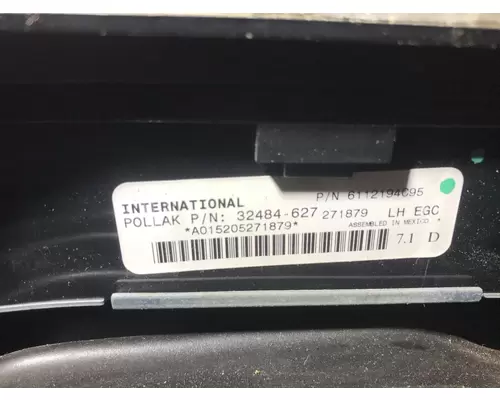 INTERNATIONAL P/N 6112194C95
POLLAK P/N: 32484-627 271879 LH EGC
*A015205271879* ASSEMBLED IN MEXICO
7.1 D